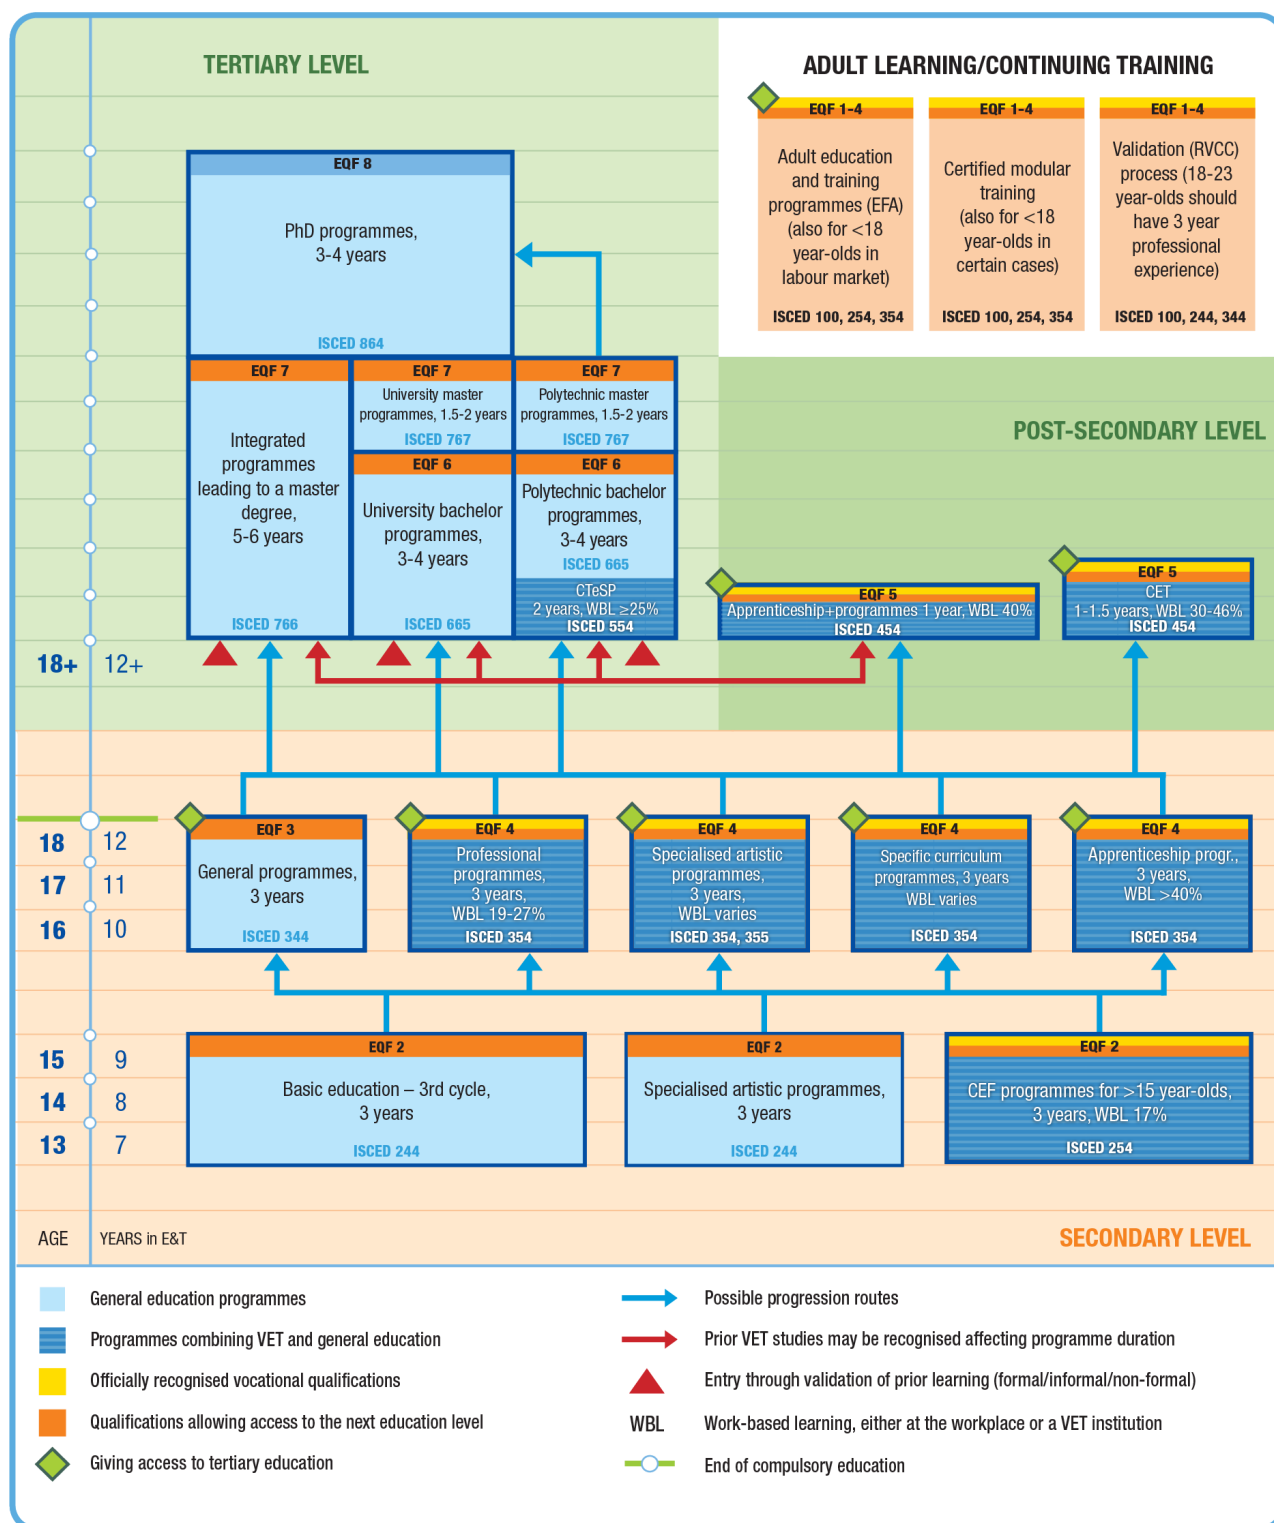 TERTIARY LEVEL
ADULT LEARNING/CONTINUING TRAINING
EQF 1-4
Adult education
and training
programmes (EFA)
(also for <18
year-olds in
labour market)
ISCED 100, 254, 354
EQF 1-4
Certified modular
training
(also for <18
year-olds in
certain cases)
ISCED 100, 254, 354
EQF 1-4
Validation (RVCC)
process (18-23
year-olds should
have 3 year
professional
experience)
ISCED 100, 244, 344
EQF 8
PhD programmes,
3-4 years
ISCED 864
EQF 7
Integrated
programmes
leading to a master
degree,
5-6 years
ISCED 766
EQF 7
University master
programmes, 1.5-2 years
ISCED 767
EQF 7
Polytechnic master
programmes, 1.5-2 years
ISCED 767
EQF 6
University bachelor
programmes,
3-4 years
ISCED 665
EQF 6
Polytechnic bachelor
programmes,
3-4 years
ISCED 665
CTeSP
2 years, WBL ≥25%
ISCED 554
POST-SECONDARY LEVEL
EQF 5
Apprenticeship+programmes 1 year, WBL 40%
ISCED 454
EQF 5
CET
1-1.5 years, WBL 30-46%
ISCED 454
18+ 12+
18 12
17 11
16 10
EQF 3
General programmes,
3 years
ISCED 344
EQF 4
Professional
programmes,
3 years,
WBL 19-27%
ISCED 354
EQF 4
Specialised artistic
programmes,
3 years,
WBL varies
ISCED 354, 355
EQF 4
Specific curriculum
programmes, 3 years
WBL varies
ISCED 354
EQF 4
Apprenticeship progr.,
3 years,
WBL >40%
ISCED 354
15 9
14 8
13 7
EQF 2
Basic education – 3rd cycle,
3 years
ISCED 244
EQF 2
Specialised artistic programmes,
3 years
ISCED 244
EQF 2
CEF programmes for >15 year-olds,
3 years, WBL 17%
ISCED 254
AGE YEARS in E&T
SECONDARY LEVEL
General education programmes
Programmes combining VET and general education
Officially recognised vocational qualifications
Qualifications allowing access to the next education level
Giving access to tertiary education
Possible progression routes
Prior VET studies may be recognised affecting programme duration
Entry through validation of prior learning (formal/informal/non-formal)
WBL Work-based learning, either at the workplace or a VET institution
End of compulsory education